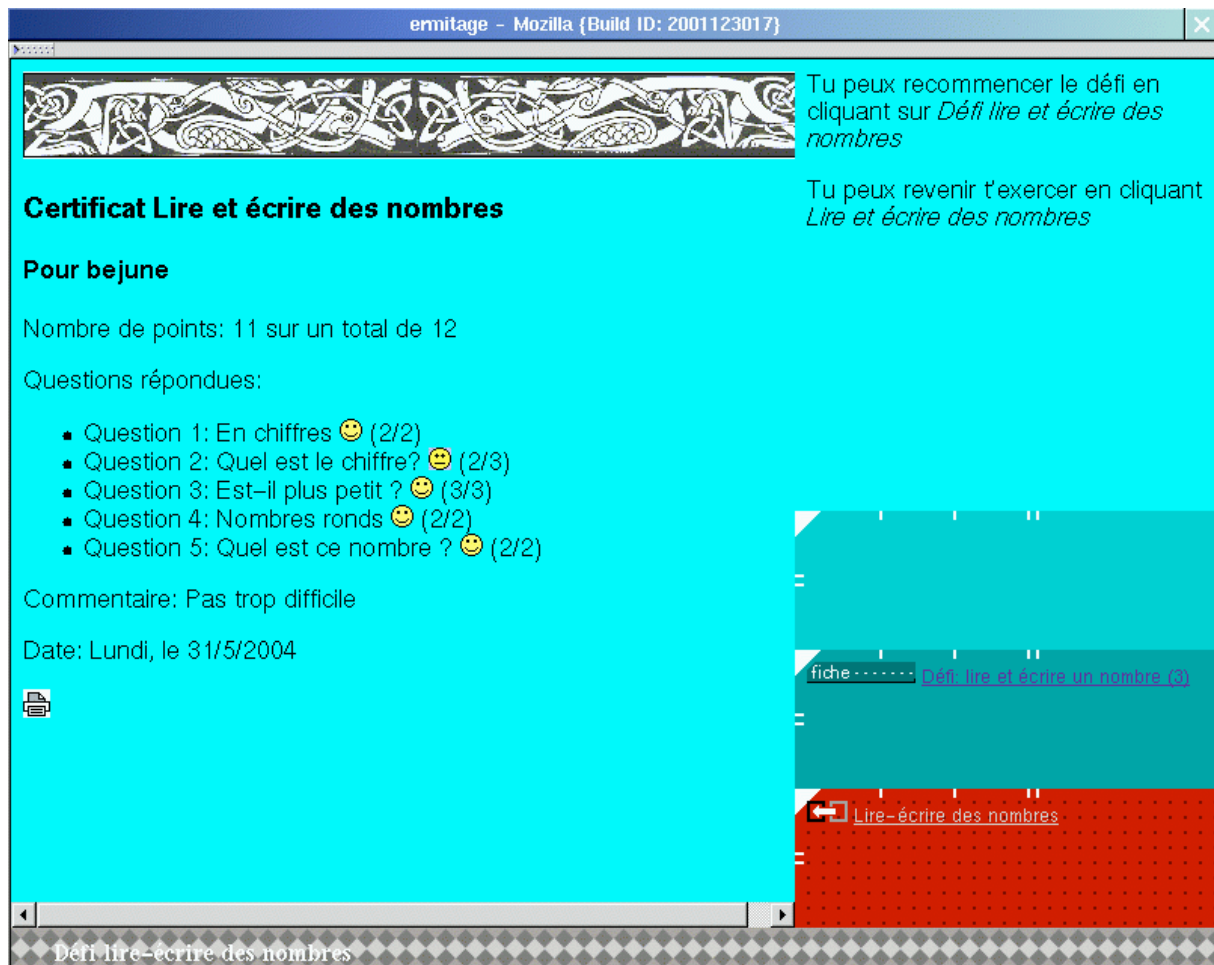 ermitage - Mozilla {Build ID: 2001123017}
Certificat Lire et écrire des nombres
Pour bejune
Nombre de points: 11 sur un total de 12
Questions répondues:
Question 1: En chiffres (2/2)
Question 2: Quel est le chiffre? (2/3)
Question 3: Est-il plus petit ? (3/3)
Question 4: Nombres ronds (2/2)
Question 5: Quel est ce nombre ? (2/2)
Commentaire: Pas trop difficile
Date: Lundi, le 31/5/2004
Tu peux recommencer le défi en
cliquant sur Défi lire et écrire des
nombres
Tu peux revenir t'exercer en cliquant
Lire et écrire des nombres
fiche ....... Défi: lire et écrire un nombre (3)
Lire-écrire des nombres
Défi lire-écrire des nombres